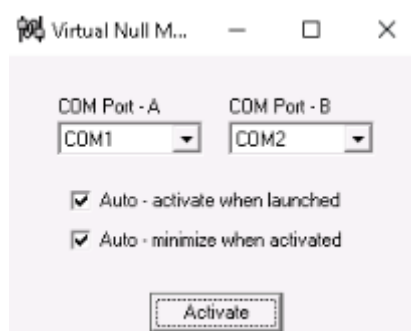 Virtual Null M...
COM Port - A COM Port - B
COM1 COM2
Auto - activate when launched
Auto - minimize when activated
Activate